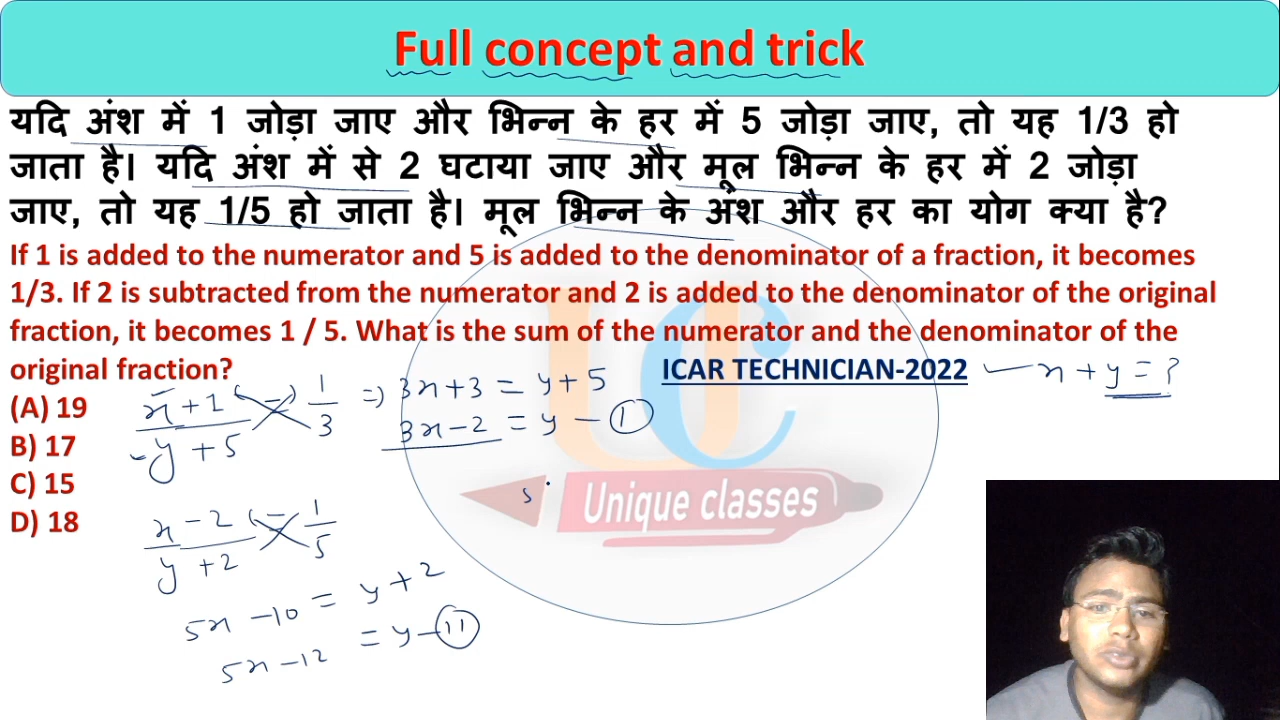 Full concept and trick
यदि अंश में 1 जोड़ा जाए और भिन्न के हर में 5 जोड़ा जाए, तो यह 1/3 हो
जाता है। यदि अंश में से 2 घटाया जाए और मूल भिन्न के हर में 2 जोड़ा
जाए, तो यह 1/5 हो जाता है। मूल भिन्न के अंश और हर का योग क्या है?
If 1 is added to the numerator and 5 is added to the denominator of a fraction, it becomes
1/3. If 2 is subtracted from the numerator and 2 is added to the denominator of the original
fraction, it becomes 1 / 5. What is the sum of the numerator and the denominator of the
original fraction?
ICAR TECHNICIAN-2022
x + y = ?
(A) 19
B) 17
C) 15
D) 18
x + 1 = 1
y + 5 3
=> 3x + 3 = y + 5
3x - 2 = y - 1
x - 2 = 1
y + 2 5
5x - 10 = y + 2
5x - 12 = y - 11
5
UC
Unique classes